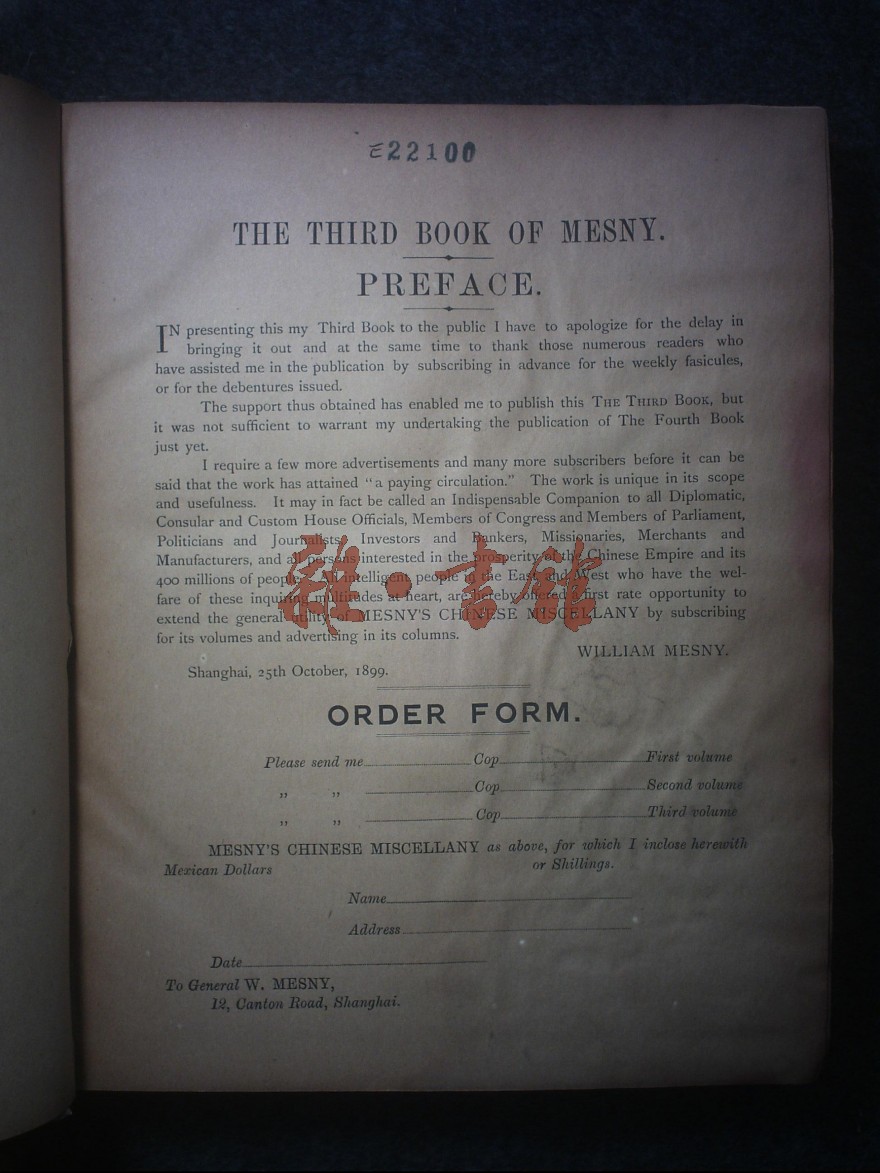 E22100
THE THIRD BOOK OF MESNY.
PREFACE.
IN presenting this my Third Book to the public I have to apologize for the delay in
bringing it out and at the same time to thank those numerous readers who
have assisted me in the publication by subscribing in advance for the weekly fasicules,
or for the debentures issued.
The support thus obtained has enabled me to publish this THE THIRD BOOK, but
it was not sufficient to warrant my undertaking the publication of The Fourth Book
just yet.
I require a few more advertisements and many more subscribers before it can be
said that the work has attained "a paying circulation." The work is unique in its scope
and usefulness. It may in fact be called an Indispensable Companion to all Diplomatic,
Consular and Custom House Officials, Members of Congress and Members of Parliament,
Politicians and Journalists, Investors and Bankers, Missionaries, Merchants and
Manufacturers, and all persons interested in the prosperity of the Chinese Empire and its
400 millions of people. All intelligent people in the East and West who have the wel-
fare of these inquiring multitudes at heart, are hereby offered a first rate opportunity to
extend the general utility of MESNY'S CHINESE MISCELLANY by subscribing
for its volumes and advertising in its columns.
WILLIAM MESNY.
Shanghai, 25th October, 1899.
雜·書館
ORDER FORM.
Please send me Cop First volume
„ „ Cop Second volume
„ „ Cop Third volume
MESNY'S CHINESE MISCELLANY as above, for which I inclose herewith
Mexican Dollars or Shillings.
Name
Address
Date
To General W. MESNY,
12, Canton Road, Shanghai.